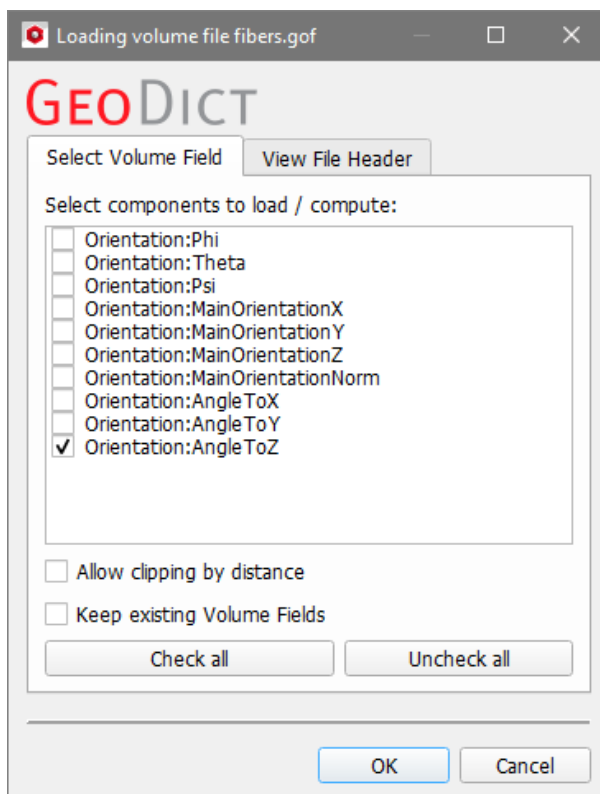 Loading volume file fibers.gof
GEODICT
Select Volume Field View File Header
Select components to load / compute:
Orientation:Phi
Orientation:Theta
Orientation:Psi
Orientation:MainOrientationX
Orientation:MainOrientationY
Orientation:MainOrientationZ
Orientation:MainOrientationNorm
Orientation:AngleToX
Orientation:AngleToY
Orientation:AngleToZ
Allow clipping by distance
Keep existing Volume Fields
Check all Uncheck all
OK Cancel